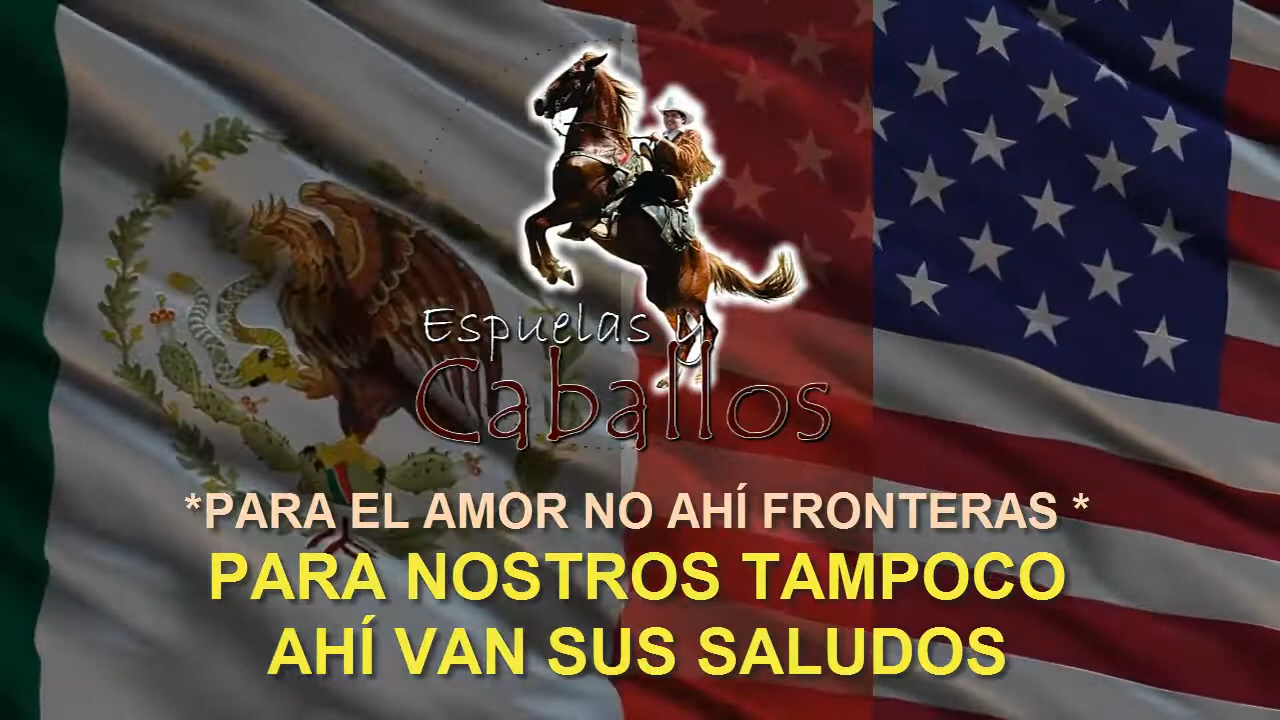 Espuelas y
Caballos
*PARA EL AMOR NO AHÍ FRONTERAS *
PARA NOSTROS TAMPOCO
AHÍ VAN SUS SALUDOS